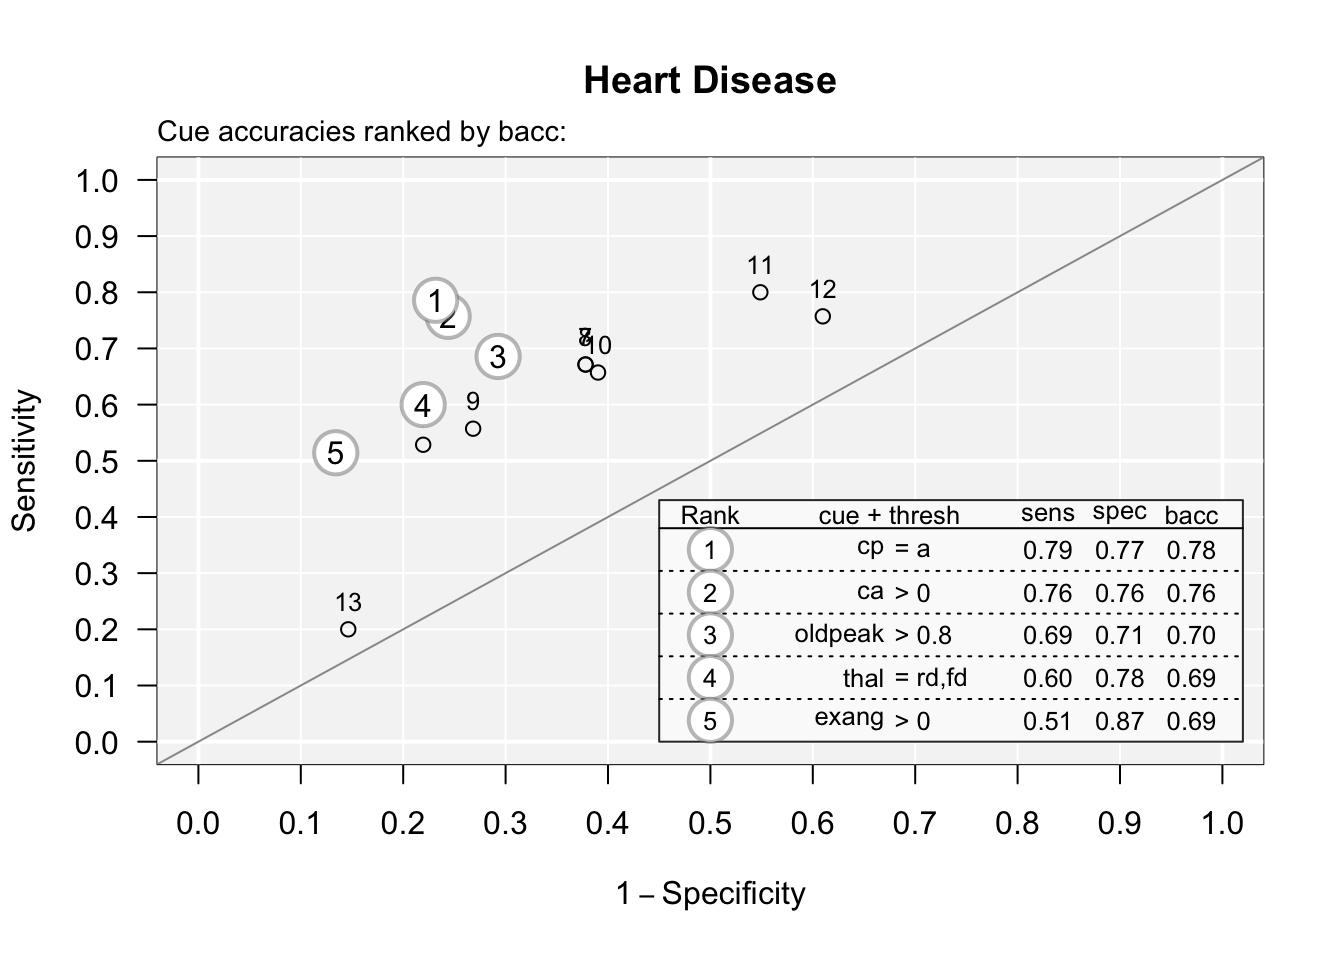 Heart Disease
Cue accuracies ranked by bacc:
1.0
0.9
0.8
0.7
0.6
0.5
0.4
0.3
0.2
0.1
0.0
Sensitivity
11
12
1
2
10
3
4
9
5
13
Rank cue + thresh sens spec bacc
1 cp = a 0.79 0.77 0.78
2 ca > 0 0.76 0.76 0.76
3 oldpeak > 0.8 0.69 0.71 0.70
4 thal = rd,fd 0.60 0.78 0.69
5 exang > 0 0.51 0.87 0.69
0.0 0.1 0.2 0.3 0.4 0.5 0.6 0.7 0.8 0.9 1.0
1 – Specificity